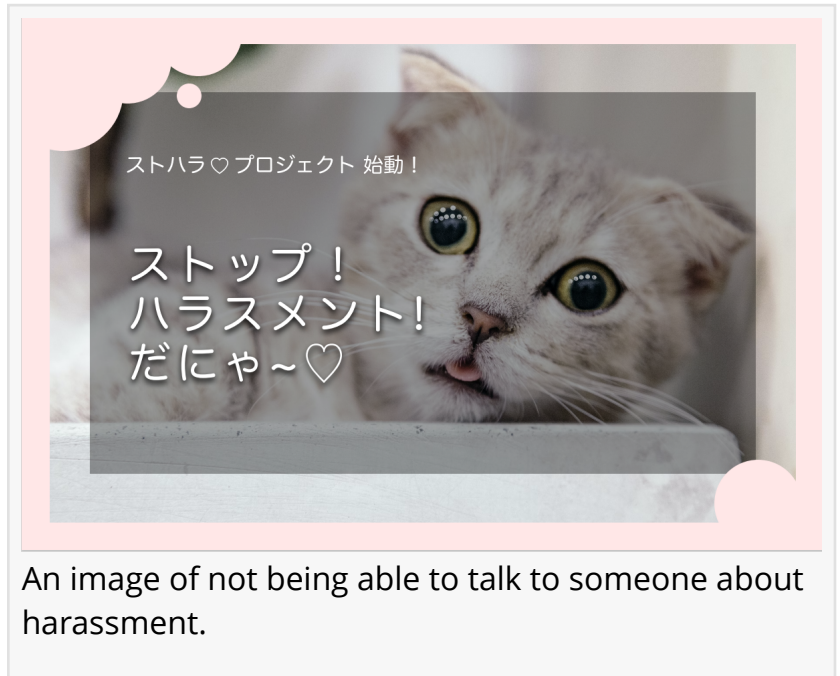 ストハラ♡プロジェクト 始動！
ストップ！
ハラスメント!
だにゃ~♡
An image of not being able to talk to someone about
harassment.